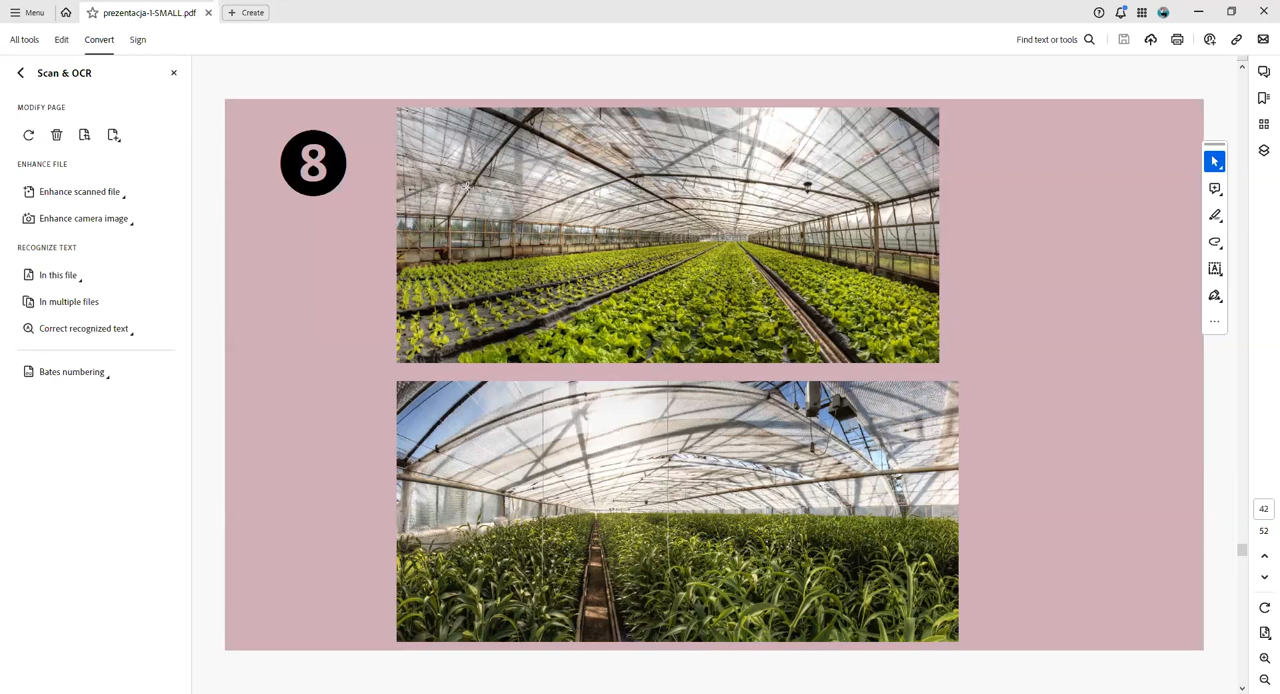 Menu
prezentacja-1-SMALL.pdf
Create
All tools
Edit
Convert
Sign
Find text or tools
Scan & OCR
MODIFY PAGE
ENHANCE FILE
Enhance scanned file
Enhance camera image
RECOGNIZE TEXT
In this file
In multiple files
Correct recognized text
Bates numbering
8
42
52